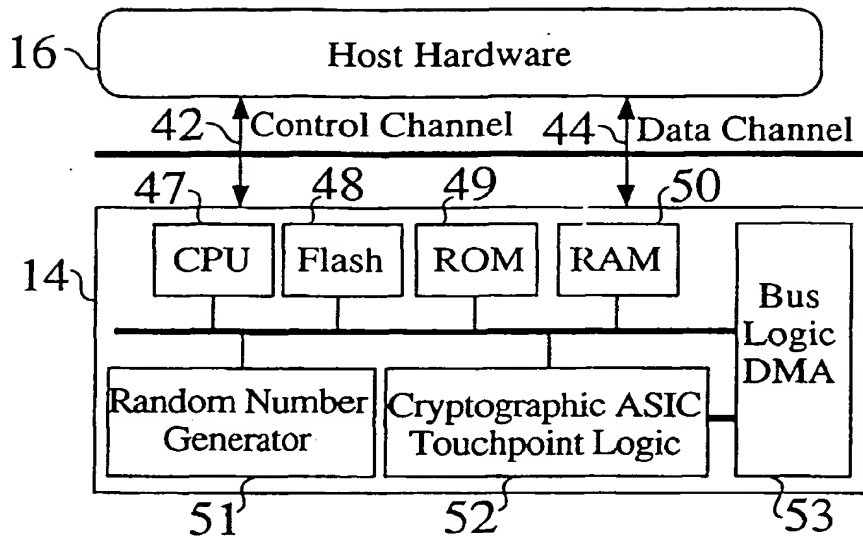 16
Host Hardware
42
Control Channel
44
Data Channel
47
48
49
50
14
CPU
Flash
ROM
RAM
Bus
Logic
DMA
Random Number
Generator
Cryptographic ASIC
Touchpoint Logic
51
52
53